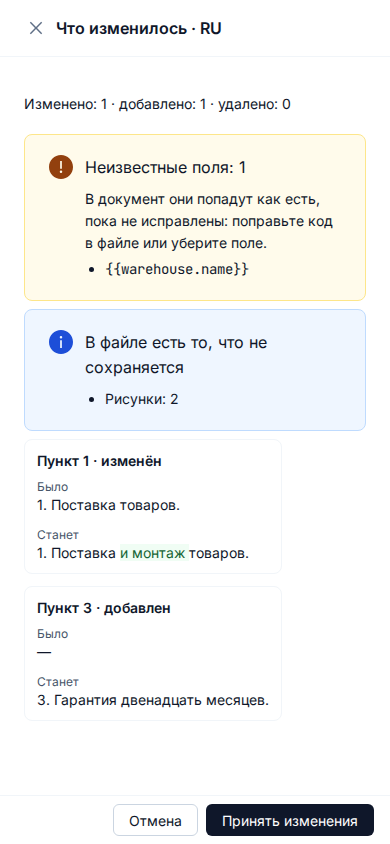 Что изменилось · RU
Изменено: 1 · добавлено: 1 · удалено: 0
Неизвестные поля: 1
В документ они попадут как есть,
пока не исправлены: поправьте код
в файле или уберите поле.
• {{warehouse.name}}
В файле есть то, что не
сохраняется
• Рисунки: 2
Пункт 1 · изменён
Было
1. Поставка товаров.
Станет
1. Поставка и монтаж товаров.
Пункт 3 · добавлен
Было
—
Станет
3. Гарантия двенадцать месяцев.
Отмена
Принять изменения